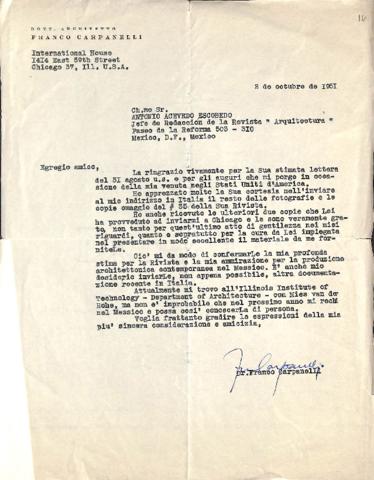 16
DOTT. ARCHITETTO
FRANCO CARPANELLI
International House
1414 East 59th Street
Chicago 37, Ill. U.S.A.
2 de octubre de 1951
Ch.mo Sr.
ANTONIO ACEVEDO ESCOBEDO
Jefe de Redaccion de la Revista " Arquitectura "
Paseo de la Reforma 503 - 310
Mexico, D.F., Mexico
Egregio amico,
La ringrazio vivamente per la Sua stimata lettera
del 31 agosto u.s. e per gli auguri che mi porge in occa-
sione della mia venuta negli Stati Uniti d'America.
Ho apprezzato molto la Sua cortesia nell'inviare
al mio indirizzo in Italia il resto delle fotografie e le
copie omaggio del # 35 della Sua Rivista.
Ho anche ricevuto le ulteriori due copie che Lei
ha provveduto ad inviarmi a Chicago e le sono veramente gra-
to, non tanto per quest'ultimo atto di gentilezza nei miei
riguardi, quanto e sopratutto per la cura da Lei impiegata
nel presentare in modo eccellente il materiale da me for-
nitole.
Cio' mi da modo di confermarle la mia profonda
stima per la Rivista e la mia ammirazione per la produzione
architettonica contemporanea nel Messico. E' anche mio
desiderio inviarle, non appena possibile, altra documenta-
zione recente in Italia.
Attualmente mi trovo all'Illinois Institute of
Technology - Department of Architecture - con Mies van der
Rohe, ma non e' improbabile che nel prossimo anno mi rechi
nel Messico e possa cosi' conoscerla di persona.
Voglia frattanto gradire le espressioni della mia
piu' sincera considerazione e amicizia,
Dr.Franco Carpanelli